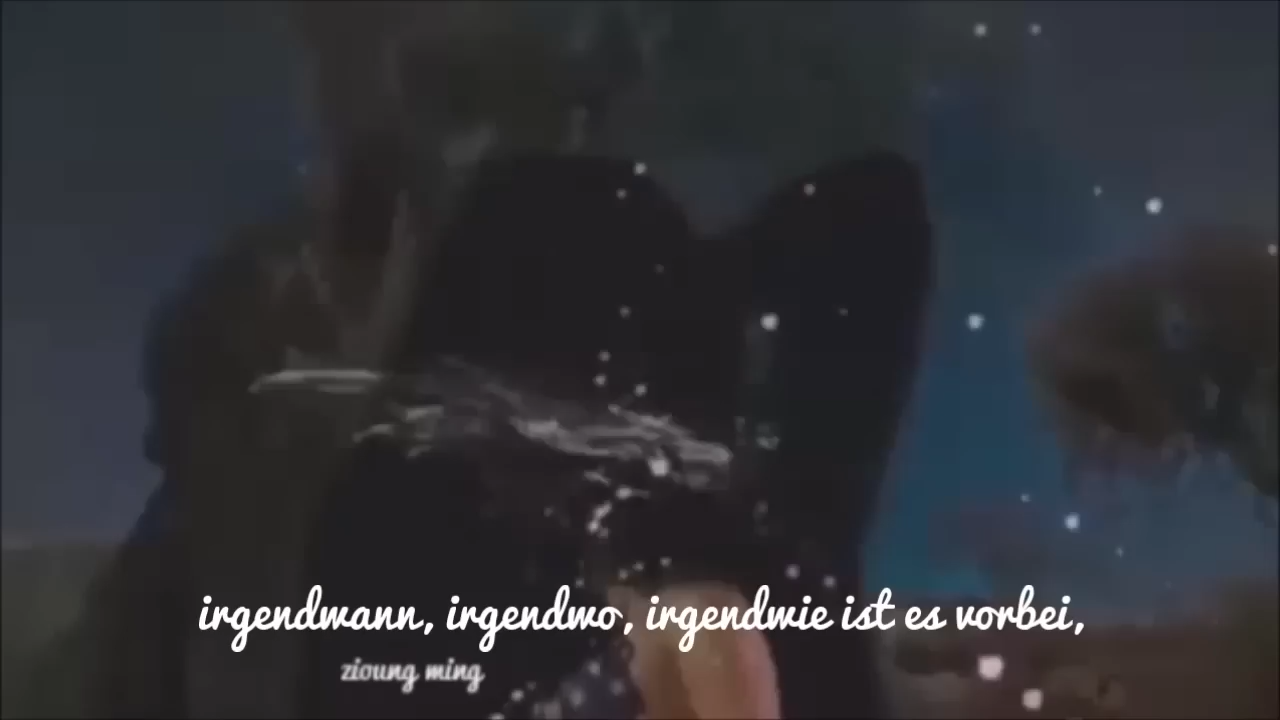 irgendwann, irgendwo, irgendwie ist es vorbei,
zioung ming